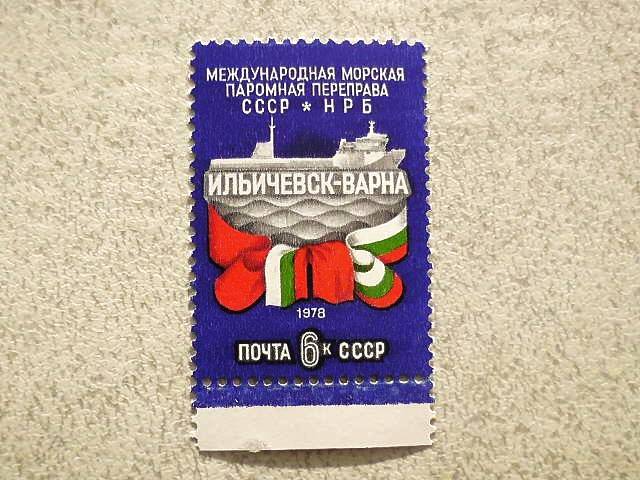 МЕЖДУНАРОДНАЯ МОРСКАЯ
ПАРОМНАЯ ПЕРЕПРАВА
СССР * НРБ
ИЛЬИЧЕВСК-ВАРНА
1978
ПОЧТА 6К СССР